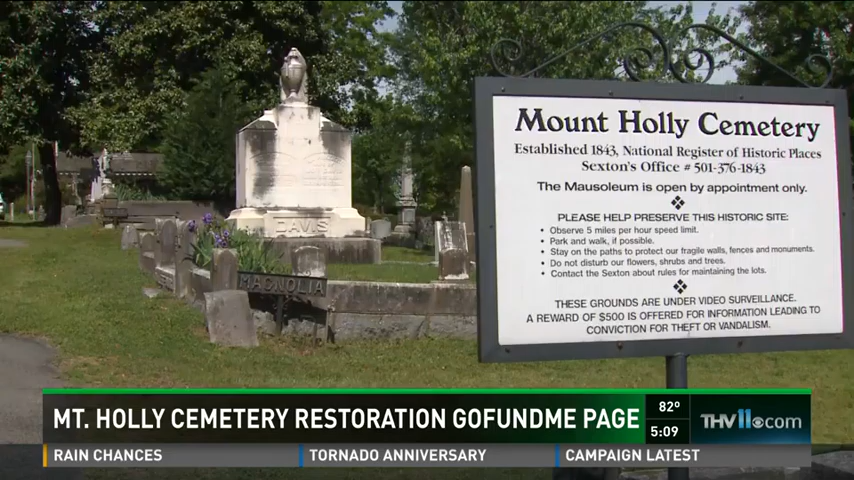 Mount Holly Cemetery
Established 1843, National Register of Historic Places
Sexton's Office # 501-376-1843
The Mausoleum is open by appointment only.
PLEASE HELP PRESERVE THIS HISTORIC SITE:
• Observe 5 miles per hour speed limit.
• Park and walk, if possible.
• Stay on the paths to protect our fragile walls, fences and monuments.
• Do not disturb our flowers, shrubs and trees.
• Contact the Sexton about rules for maintaining the lots.
THESE GROUNDS ARE UNDER VIDEO SURVEILLANCE.
A REWARD OF $500 IS OFFERED FOR INFORMATION LEADING TO
CONVICTION FOR THEFT OR VANDALISM.
DAVIS
MAGNOLIA
MT. HOLLY CEMETERY RESTORATION GOFUNDME PAGE
82º
5:09
THV11.com
RAIN CHANCES
TORNADO ANNIVERSARY
CAMPAIGN LATEST